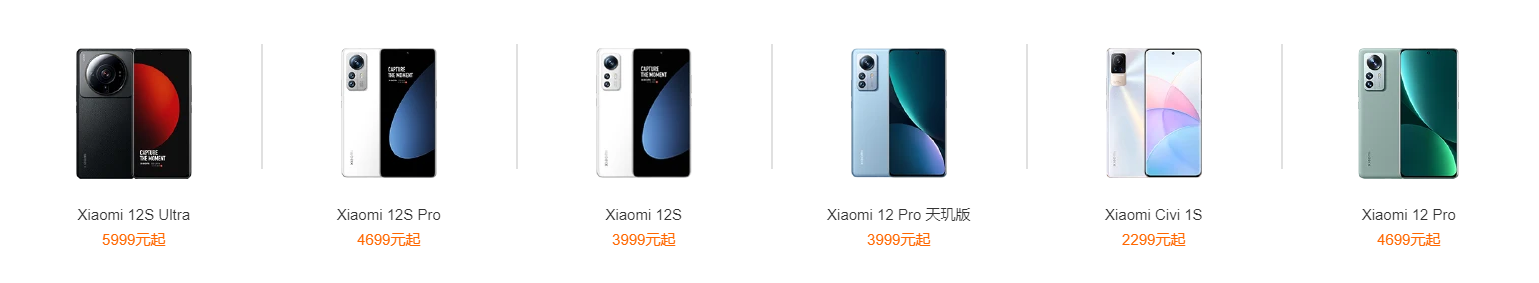 CAPTURE
THE MOMENT
CAPTURE
THE MOMENT
CAPTURE
THE MOMENT
Xiaomi 12S Ultra
Xiaomi 12S Pro
Xiaomi 12S
Xiaomi 12 Pro 天玑版
Xiaomi Civi 1S
Xiaomi 12 Pro
5999元起
4699元起
3999元起
3999元起
2299元起
4699元起